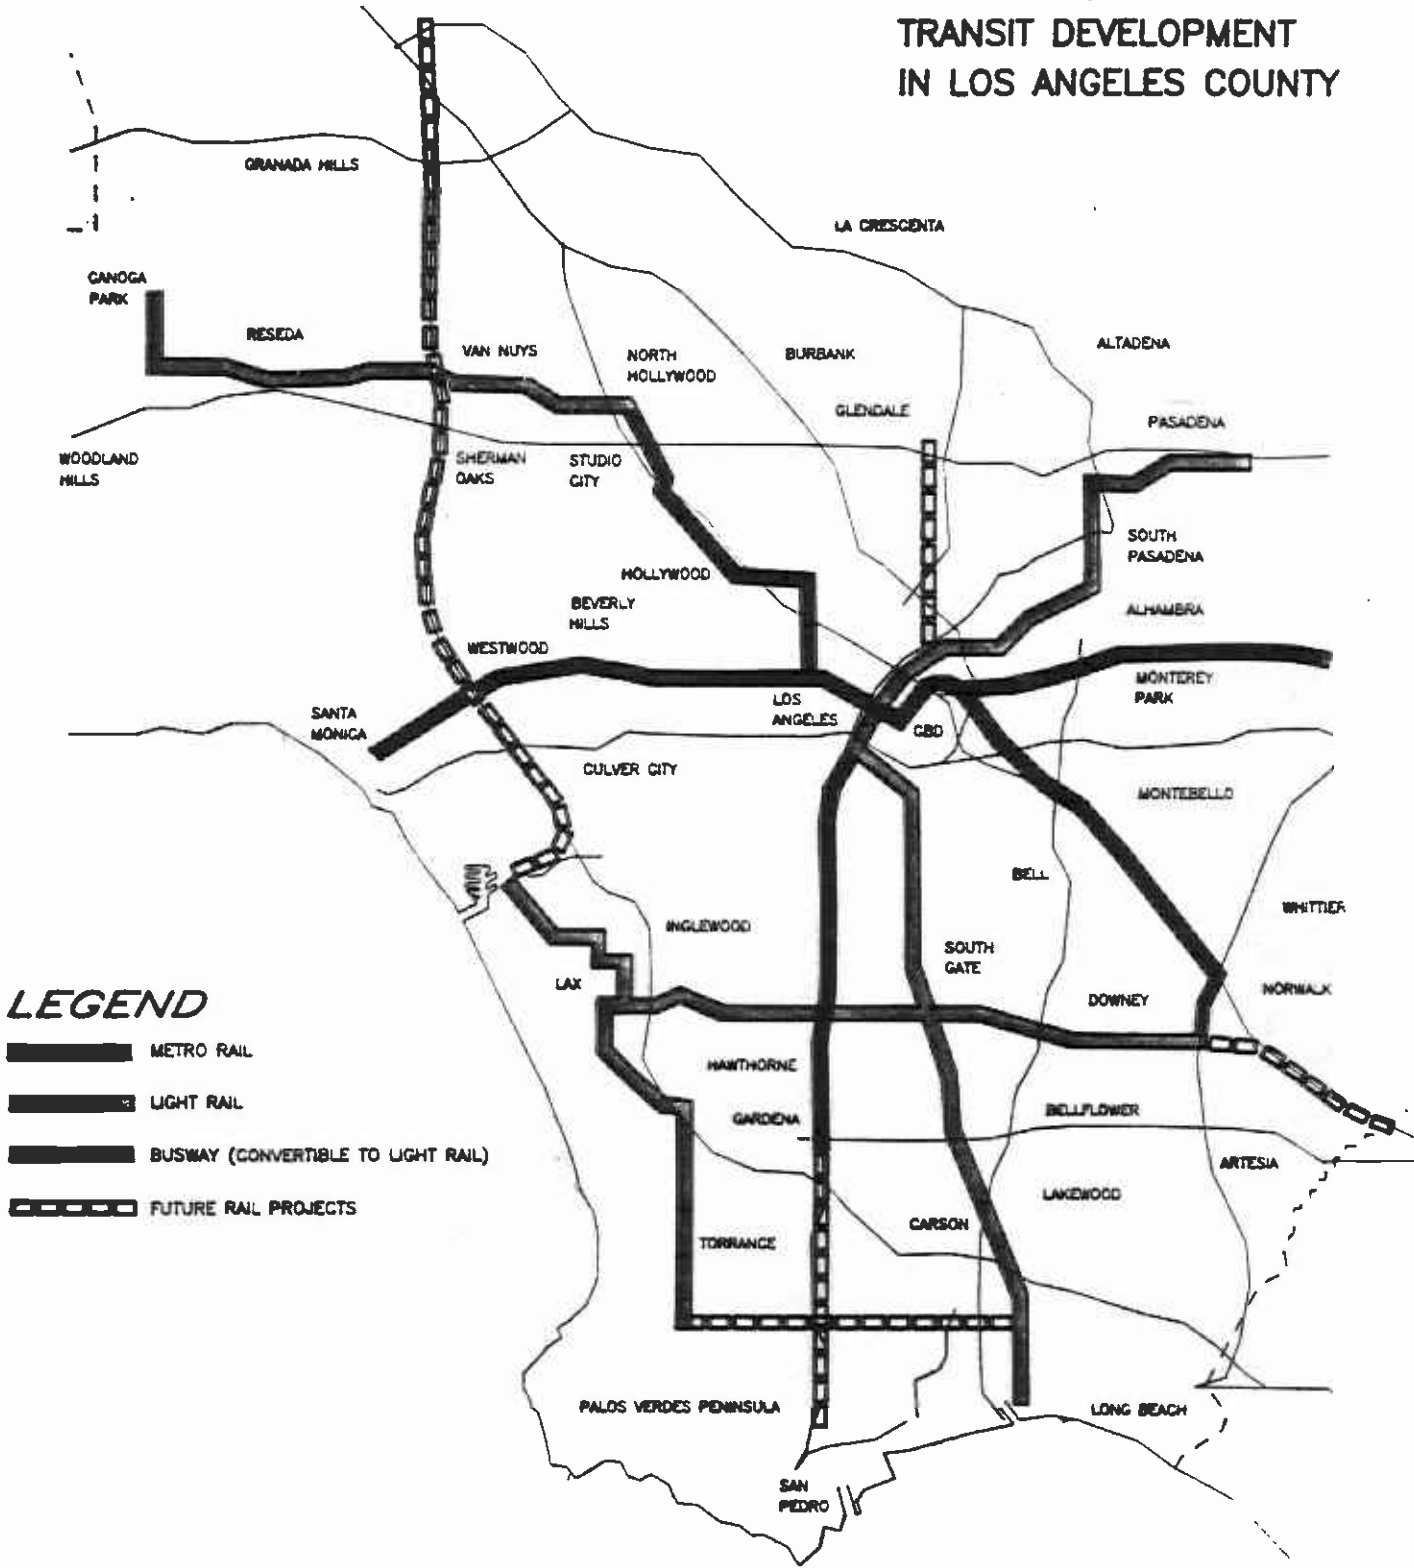 TRANSIT DEVELOPMENT
IN LOS ANGELES COUNTY
GRANADA HILLS
LA CRESCENTA
CANOGA
PARK
RESEDA
VAN NUYS
NORTH
HOLLYWOOD
BURBANK
ALTADENA
GLENDALE
PASADENA
WOODLAND
HILLS
SHERMAN
OAKS
STUDIO
CITY
SOUTH
PASADENA
HOLLYWOOD
BEVERLY
HILLS
ALHAMBRA
WESTWOOD
MONTEREY
PARK
LOS
ANGELES
SANTA
MONICA
CBD
CULVER CITY
MONTEBELLO
BELL
WHITTIER
INGLEWOOD
SOUTH
GATE
LAX
DOWNEY
NORWALK
LEGEND
METRO RAIL
LIGHT RAIL
BUSWAY (CONVERTIBLE TO LIGHT RAIL)
FUTURE RAIL PROJECTS
HAWTHORNE
GARDENA
BELLFLOWER
ARTESIA
LAKEWOOD
CARSON
TORRANCE
PALOS VERDES PENINSULA
LONG BEACH
SAN
PEDRO